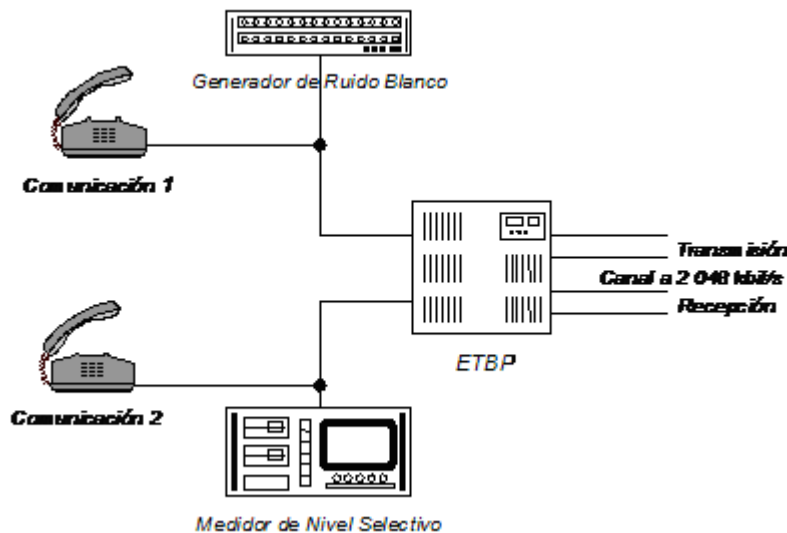 Generador de Ruido Blanco
Comunicación 1
Transmisión
Canal a 2 048 kbit/s
Recepción
ETBP
Comunicación 2
Medidor de Nivel Selectivo